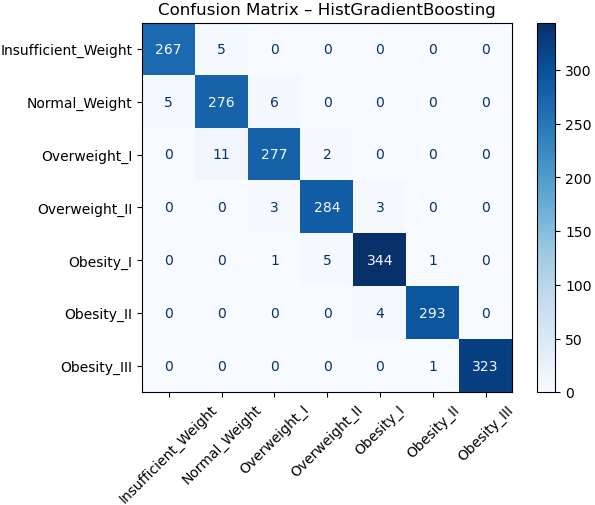 Confusion Matrix – HistGradientBoosting
Insufficient_Weight 267 5 0 0 0 0 0
Normal_Weight 5 276 6 0 0 0 0
Overweight_I 0 11 277 2 0 0 0
Overweight_II 0 0 3 284 3 0 0
Obesity_I 0 0 1 5 344 1 0
Obesity_II 0 0 0 0 4 293 0
Obesity_III 0 0 0 0 0 1 323
Insufficient_Weight
Normal_Weight
Overweight_I
Overweight_II
Obesity_I
Obesity_II
Obesity_III
300
250
200
150
100
50
0